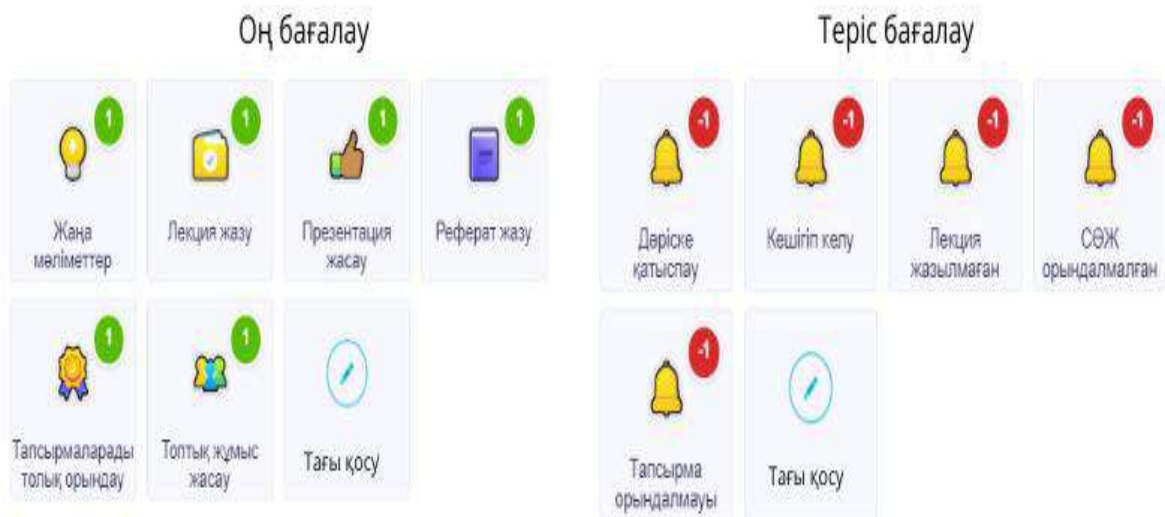 Оң бағалау
1
1
1
1
Жаңа
мәліметтер
Лекция жазу
Презентация
жасау
Реферат жазу
1
1
Тапсырмаларады
толық орындау
Топтық жұмыс
жасау
Тағы қосу
Теріс бағалау
-1
-1
-1
-1
Дәріске
қатыспау
Кешігіп келу
Лекция
жазылмаған
СӨЖ
орындалмалған
-1
Тапсырма
орындалмауы
Тағы қосу